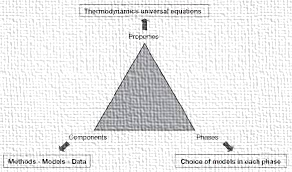 Thermodynamics universal equations
Properties
Components
Phases
Methods - Models - Data
Choice of models in each phase